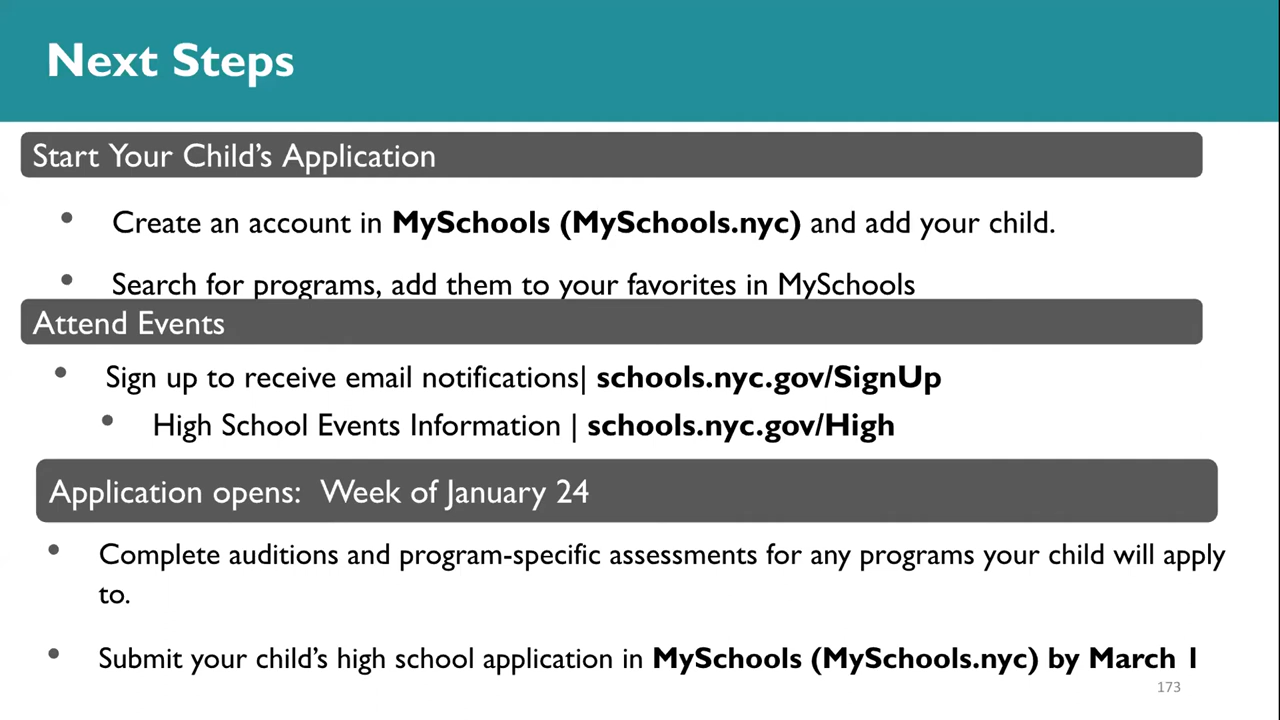 Next Steps
Start Your Child's Application
• Create an account in MySchools (MySchools.nyc) and add your child.
• Search for programs, add them to your favorites in MySchools
Attend Events
• Sign up to receive email notifications| schools.nyc.gov/SignUp
• High School Events Information | schools.nyc.gov/High
Application opens: Week of January 24
• Complete auditions and program-specific assessments for any programs your child will apply
to.
• Submit your child's high school application in MySchools (MySchools.nyc) by March 1
173